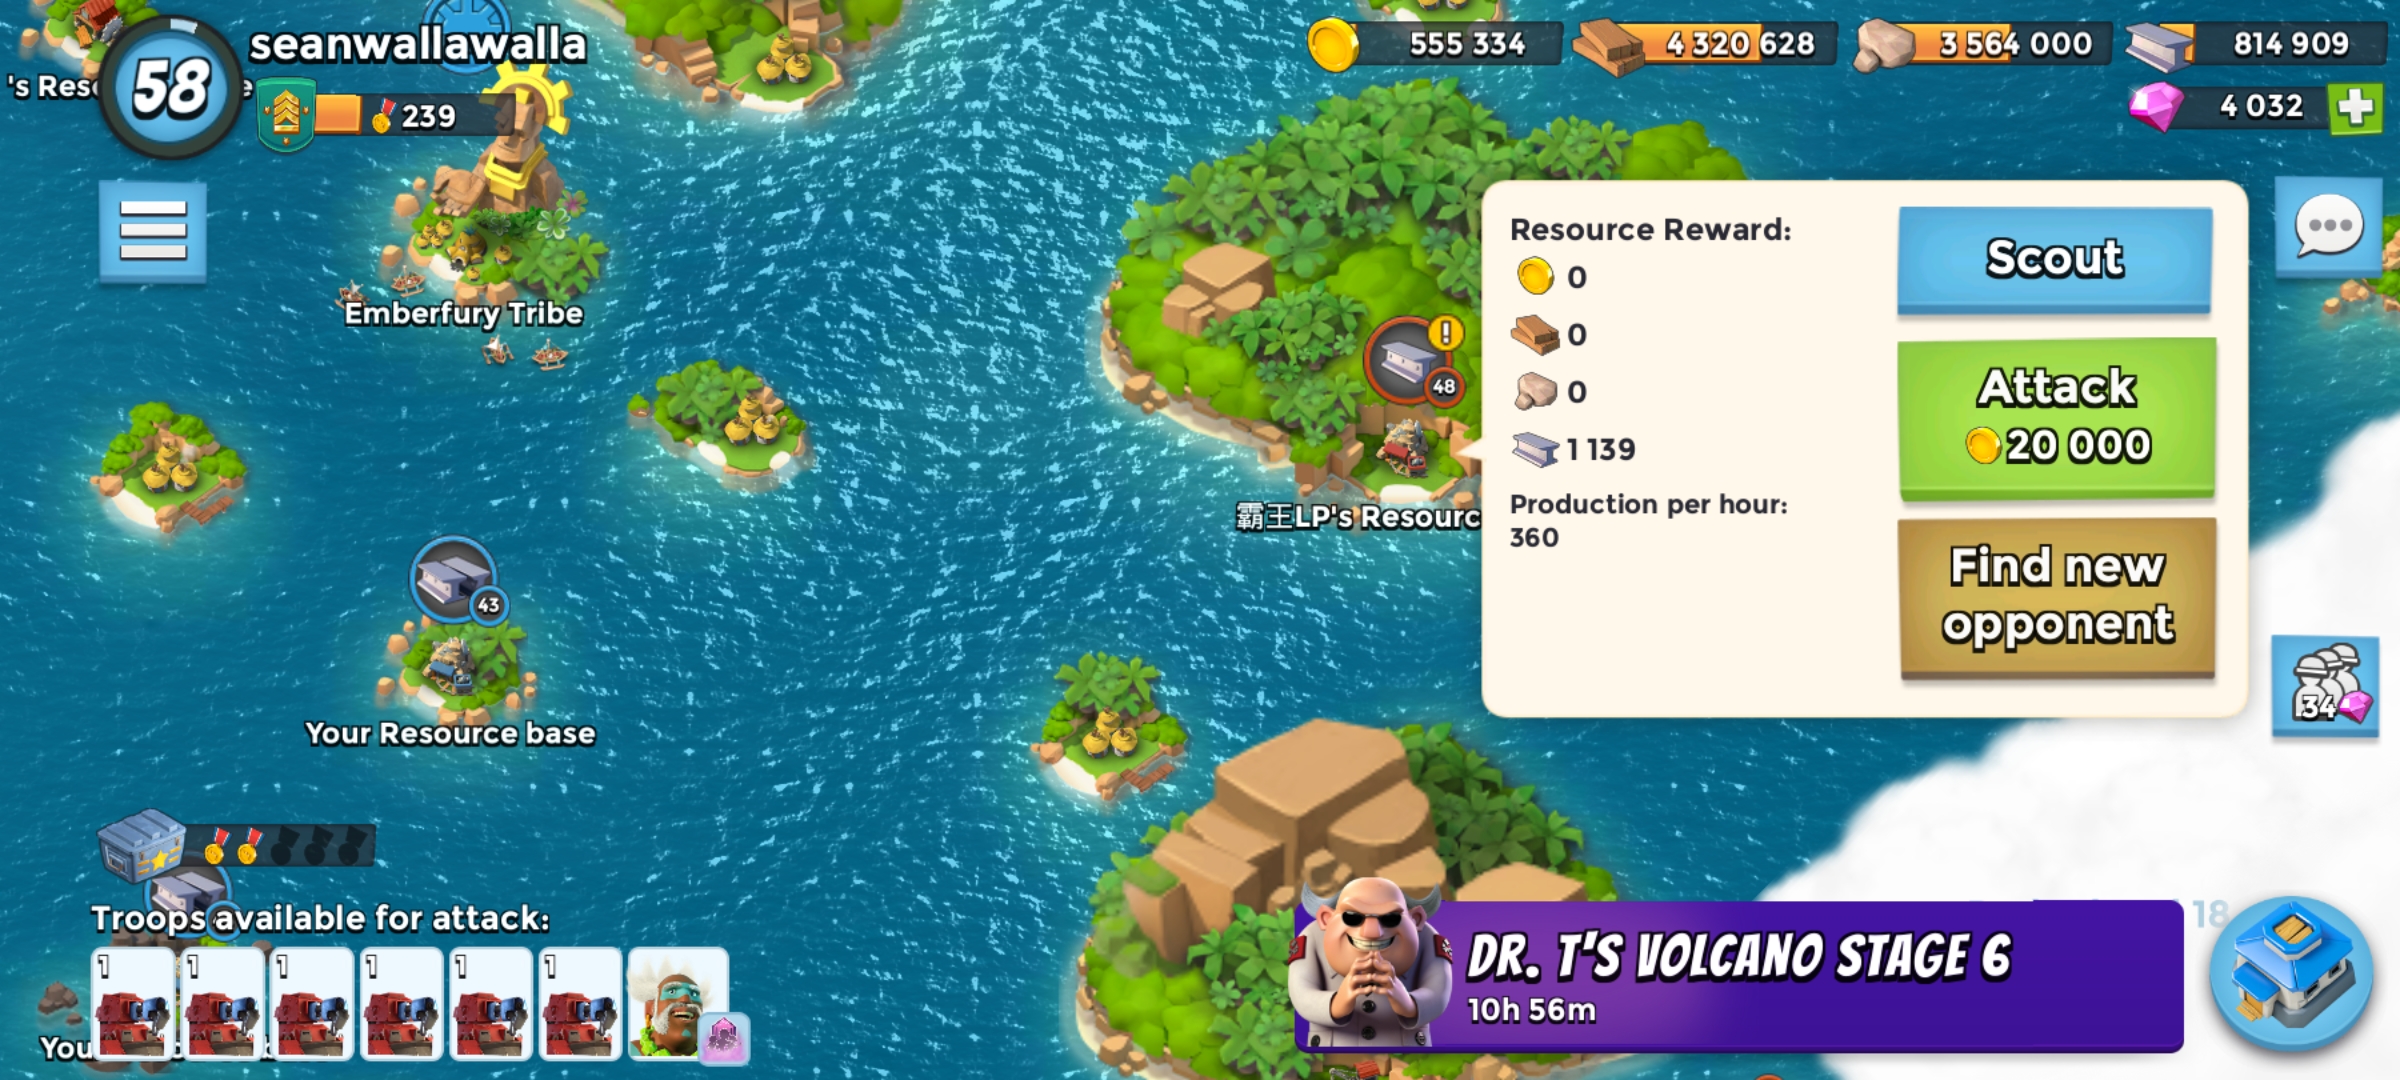 seanwallawalla
58
239
555 334
4 320 628
3 564 000
814 909
4 032
's Res
e
Emberfury Tribe
48
霸王LP's Resourc
Resource Reward:
0
0
0
1 139
Production per hour:
360
Scout
Attack
20 000
Find new
opponent
43
Your Resource base
34
Troops available for attack:
1
1
1
1
1
1
You
DR. T'S VOLCANO STAGE 6
10h 56m
18